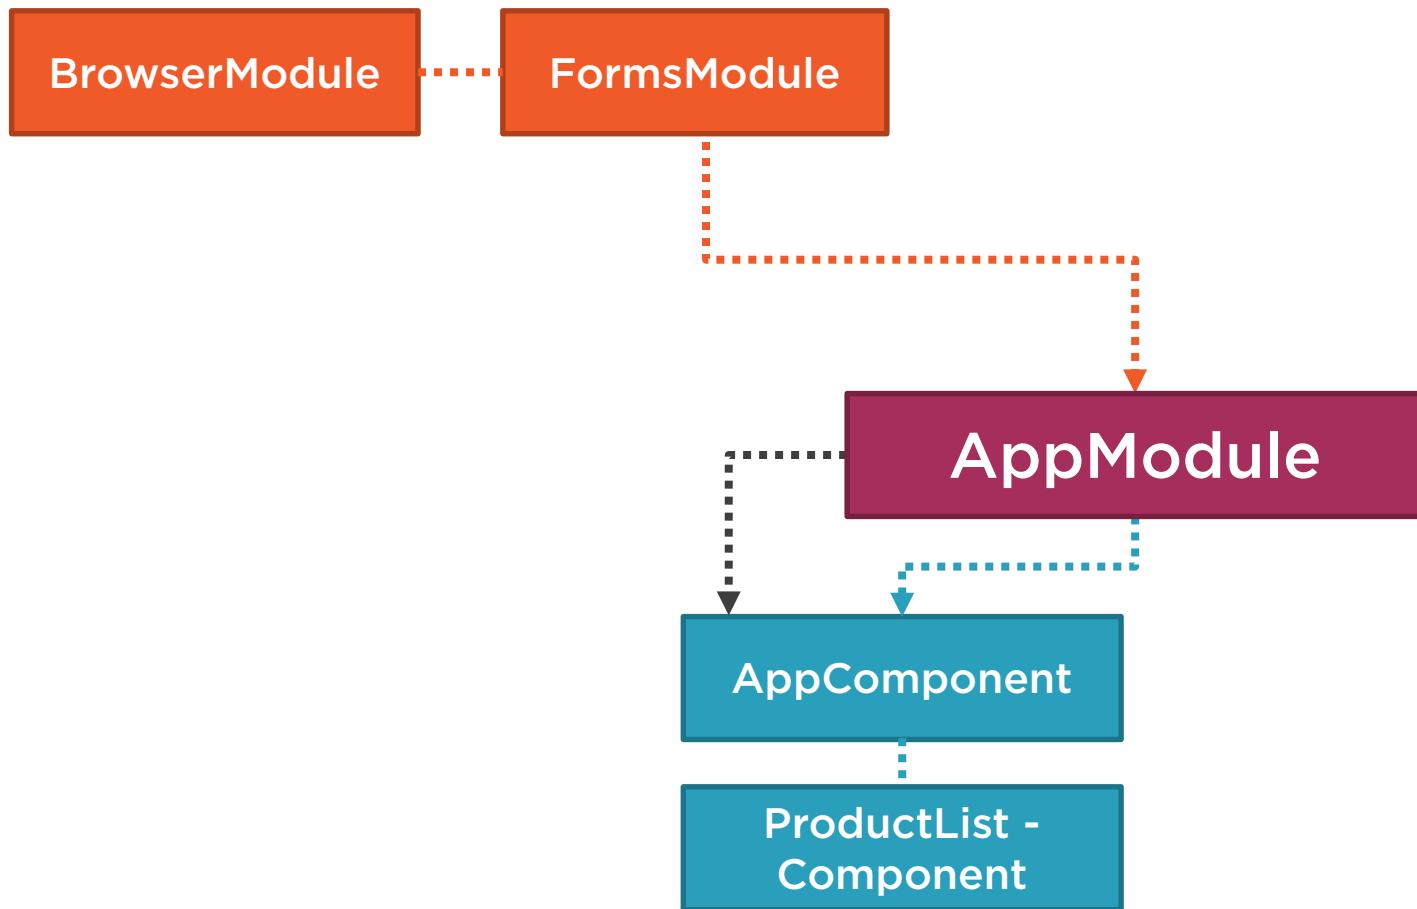 BrowserModule
FormsModule
AppModule
AppComponent
ProductList -
Component